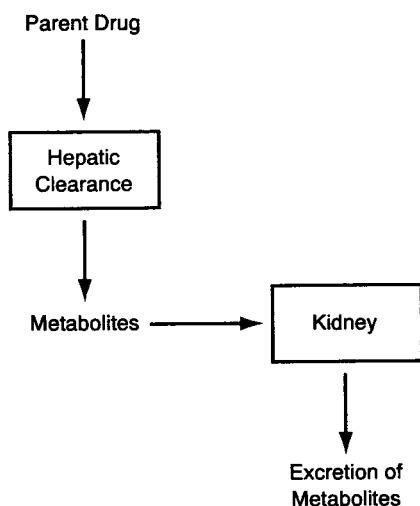 Parent Drug
Hepatic
Clearance
Metabolites
Kidney
Excretion of
Metabolites